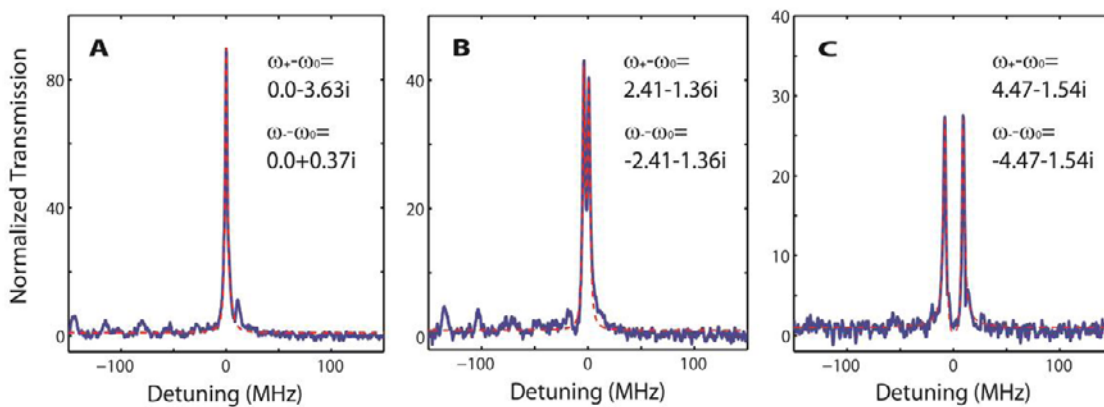 A
B
C
ω₊-ω₀=
0.0-3.63i
ω₋-ω₀=
0.0+0.37i
ω₊-ω₀=
2.41-1.36i
ω₋-ω₀=
-2.41-1.36i
ω₊-ω₀=
4.47-1.54i
ω₋-ω₀=
-4.47-1.54i
Normalized Transmission
80
40
0
40
20
0
40
30
20
10
0
−100 0 100
−100 0 100
−100 0 100
Detuning (MHz)
Detuning (MHz)
Detuning (MHz)